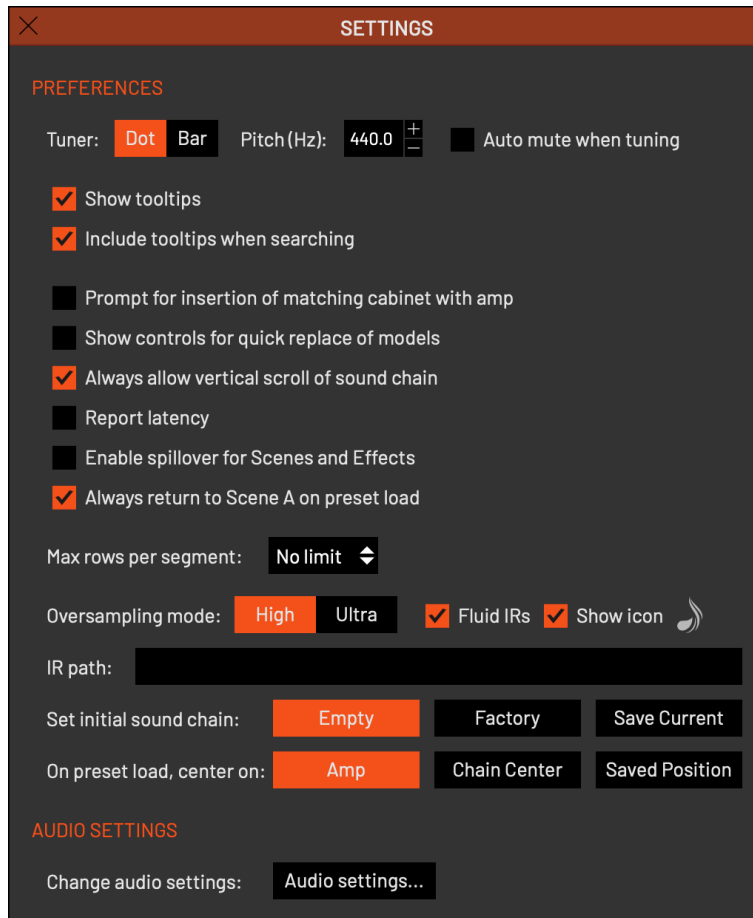 SETTINGS
PREFERENCES
Tuner: Dot Bar Pitch (Hz): 440.0 + − Auto mute when tuning
Show tooltips
Include tooltips when searching
Prompt for insertion of matching cabinet with amp
Show controls for quick replace of models
Always allow vertical scroll of sound chain
Report latency
Enable spillover for Scenes and Effects
Always return to Scene A on preset load
Max rows per segment: No limit
Oversampling mode: High Ultra Fluid IRs Show icon
IR path:
Set initial sound chain: Empty Factory Save Current
On preset load, center on: Amp Chain Center Saved Position
AUDIO SETTINGS
Change audio settings: Audio settings...